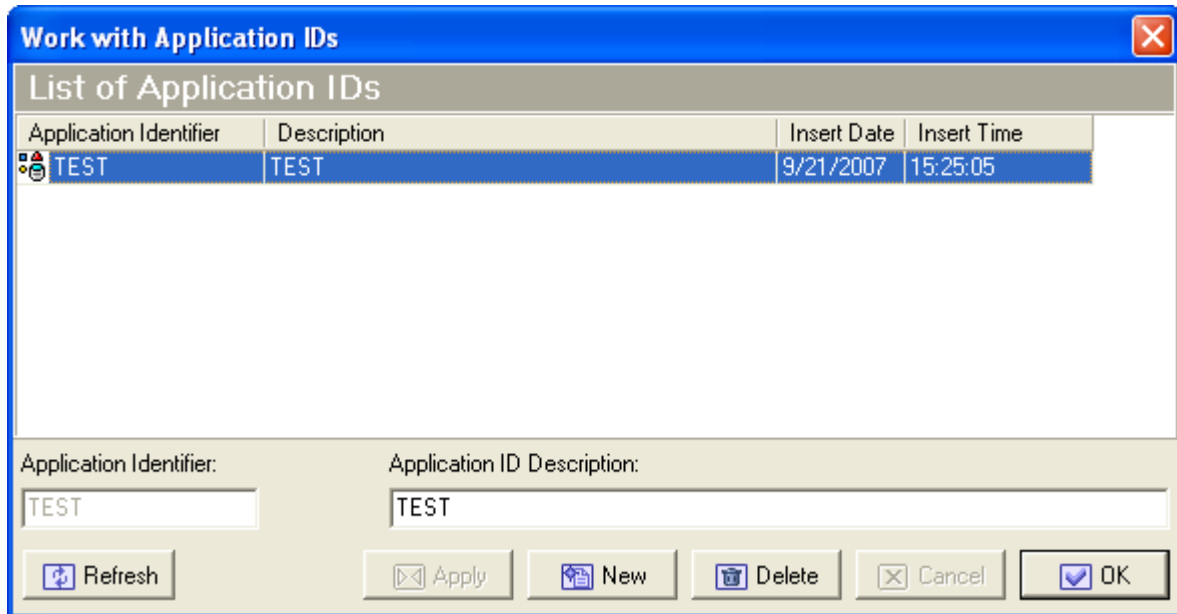 Work with Application IDs
List of Application IDs
Application Identifier Description Insert Date Insert Time
TEST TEST 9/21/2007 15:25:05
Application Identifier: Application ID Description:
TEST TEST
Refresh Apply New Delete Cancel OK